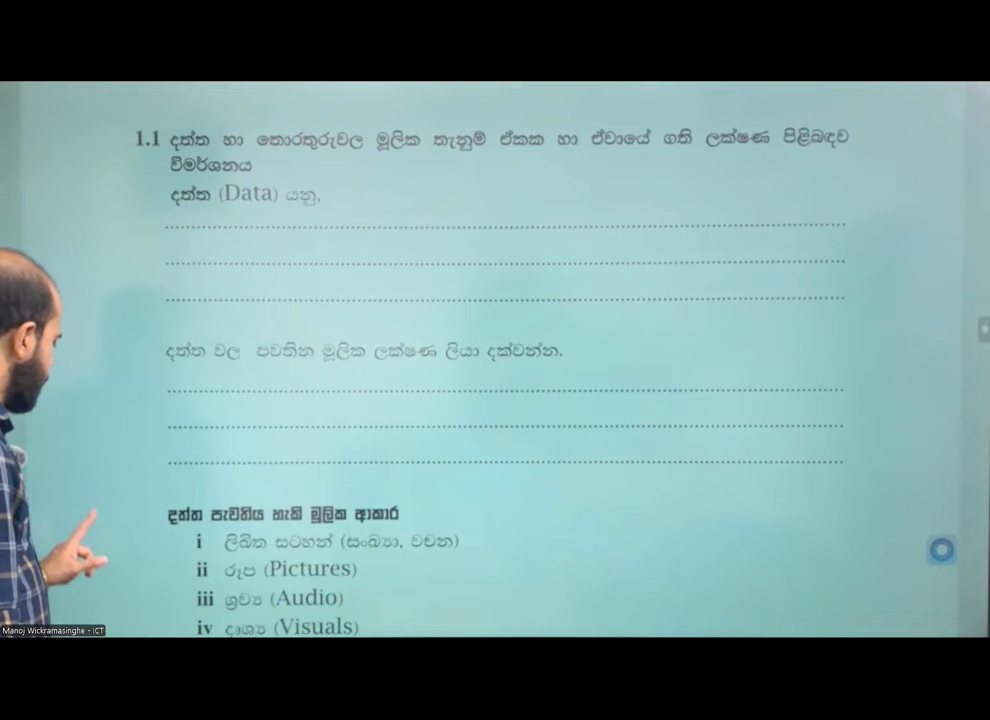 1.1 දත්ත හා තොරතුරුවල මූලික තැනුම් ඒකක හා ඒවායේ ගති ලක්ෂණ පිළිබඳව
විමර්ශනය
දත්ත (Data) යනු,
දත්ත වල පවතින මූලික ලක්ෂණ ලියා දක්වන්න.
දත්ත පැවතිය හැකි මූලික ආකාර
i ලිඛිත සටහන් (සංඛ්‍යා, වචන)
ii රූප (Pictures)
iii ශ්‍රව්‍ය (Audio)
iv දෘශ්‍ය (Visuals)
Manoj Wickramasinghe - ICT